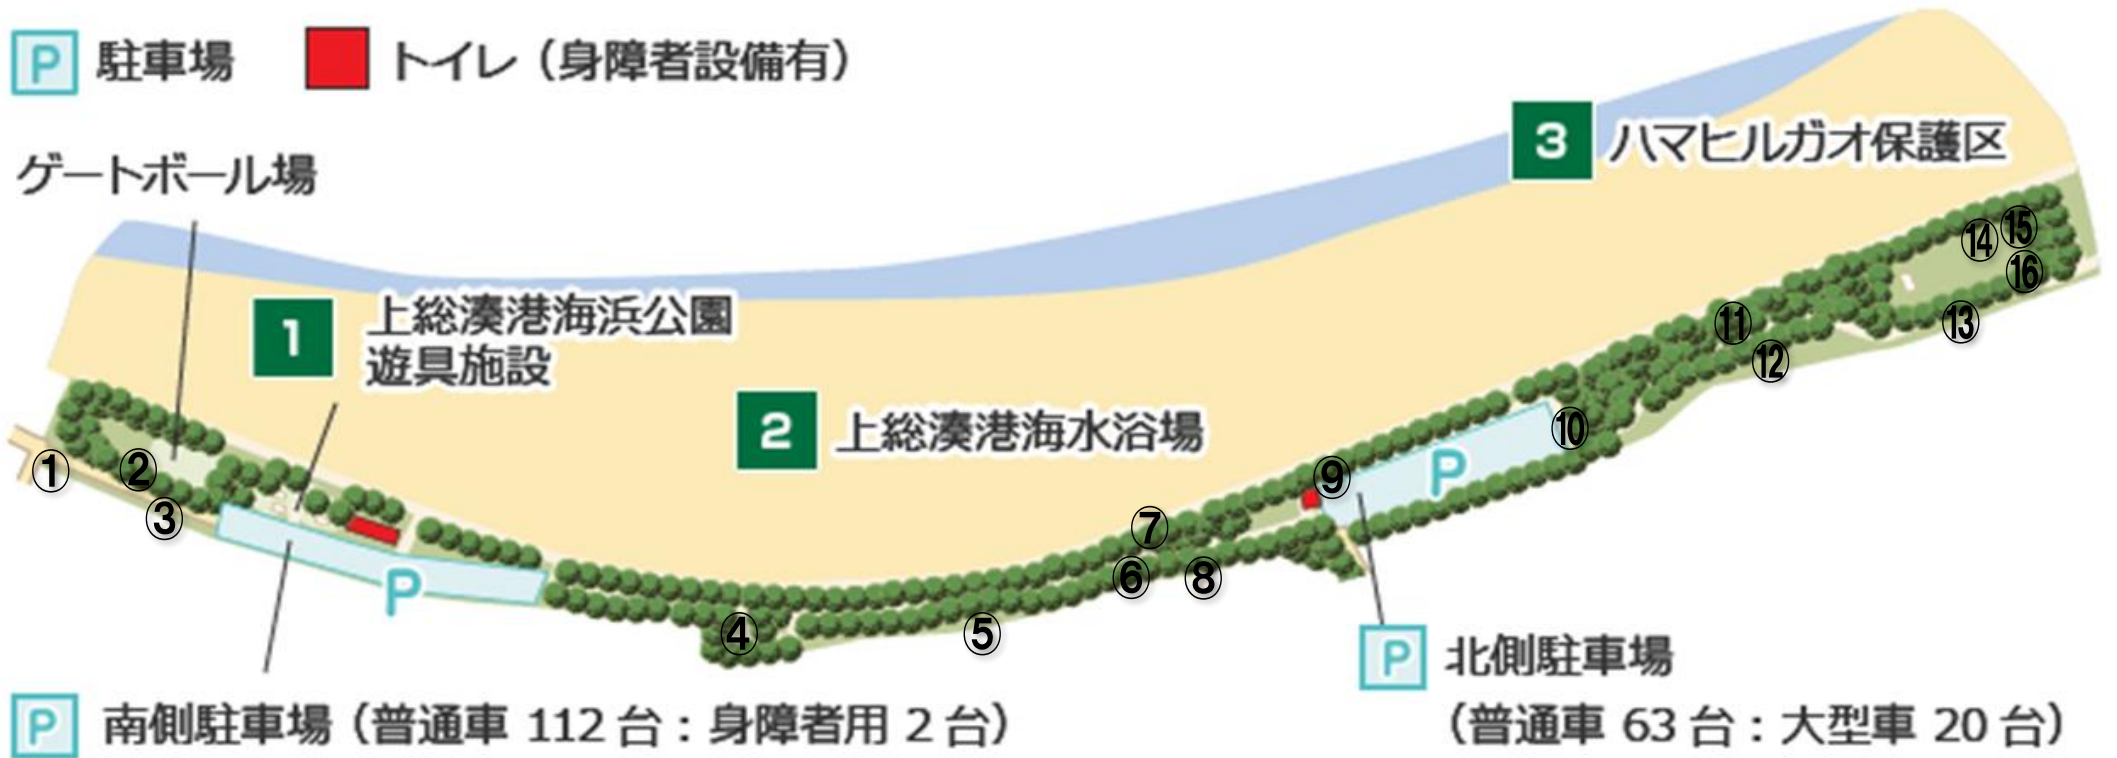 P 駐車場 トイレ（身障者設備有）
ゲートボール場
3 ハマヒルガオ保護区
1 上総湊港海浜公園
遊具施設
2 上総湊港海水浴場
⑭ ⑮
⑯
⑪ ⑬
⑫
⑩
① ② P ⑨
③
⑦
P ⑥ ⑧
④ ⑤
P 北側駐車場
（普通車 63 台：大型車 20 台）
P 南側駐車場（普通車 112 台：身障者用 2 台）